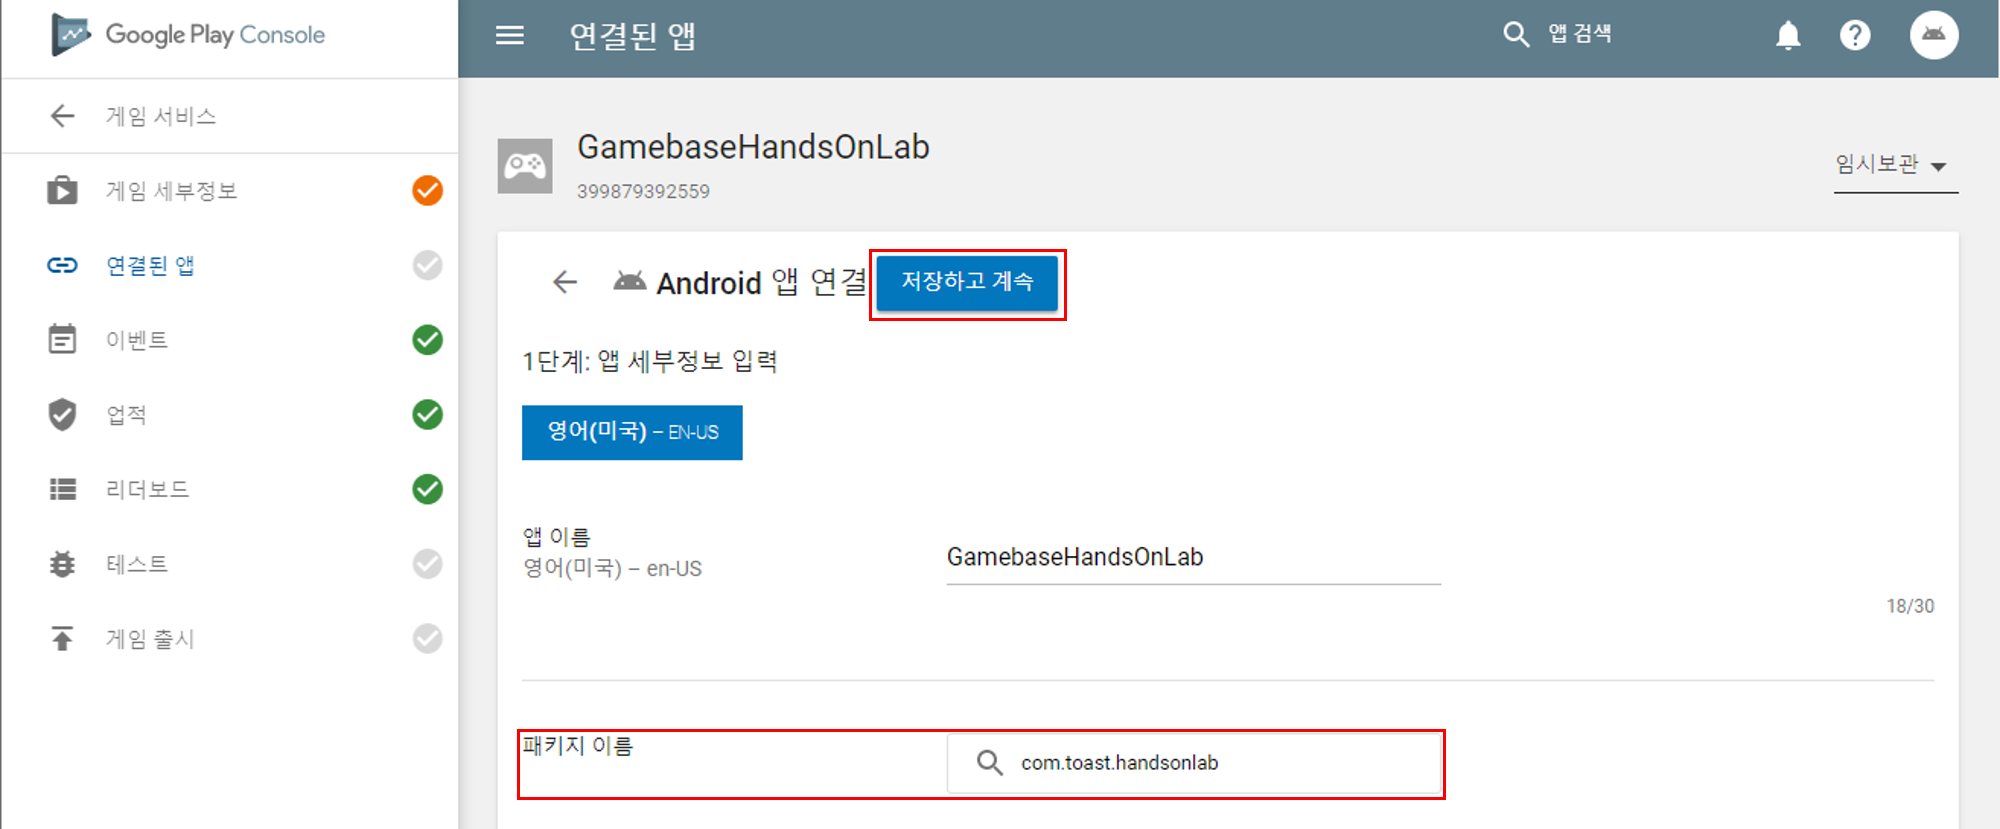 Google Play Console
연결된 앱
앱 검색
게임 서비스
게임 세부정보
연결된 앱
이벤트
업적
리더보드
테스트
게임 출시
GamebaseHandsOnLab
399879392559
임시보관
Android 앱 연결
저장하고 계속
1단계: 앱 세부정보 입력
영어(미국) – EN-US
앱 이름
영어(미국) – en-US
GamebaseHandsOnLab
18/30
패키지 이름
com.toast.handsonlab